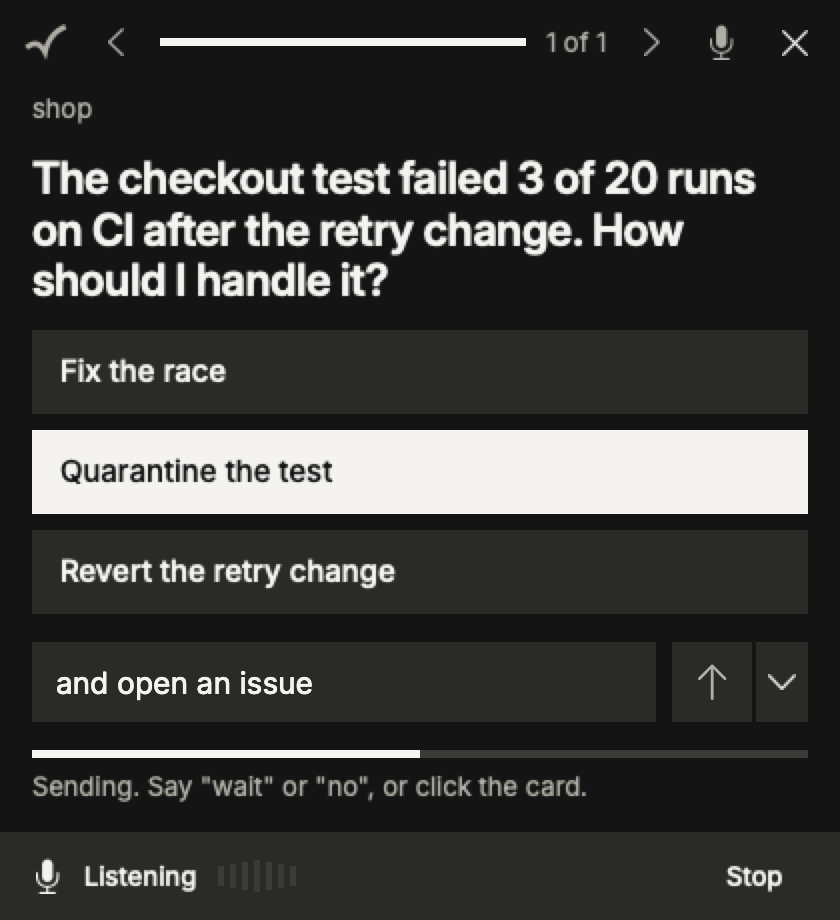 1 of 1
shop
The checkout test failed 3 of 20 runs
on CI after the retry change. How
should I handle it?
Fix the race
Quarantine the test
Revert the retry change
and open an issue
Sending. Say "wait" or "no", or click the card.
Listening
Stop